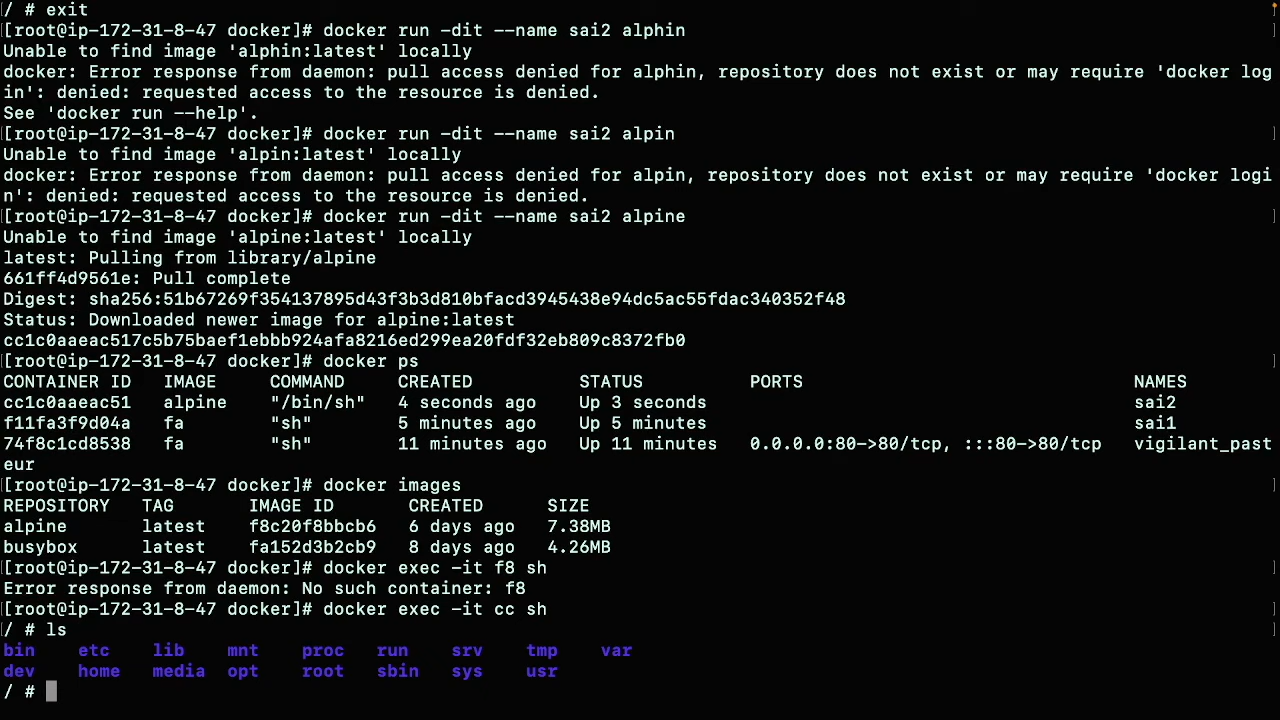 / # exit
[root@ip-172-31-8-47 docker]# docker run -dit --name sai2 alphin
Unable to find image 'alphin:latest' locally
docker: Error response from daemon: pull access denied for alphin, repository does not exist or may require 'docker log
in': denied: requested access to the resource is denied.
See 'docker run --help'.
[root@ip-172-31-8-47 docker]# docker run -dit --name sai2 alpin
Unable to find image 'alpin:latest' locally
docker: Error response from daemon: pull access denied for alpin, repository does not exist or may require 'docker logi
n': denied: requested access to the resource is denied.
[root@ip-172-31-8-47 docker]# docker run -dit --name sai2 alpine
Unable to find image 'alpine:latest' locally
latest: Pulling from library/alpine
661ff4d9561e: Pull complete
Digest: sha256:51b67269f354137895d43f3b3d810bfacd3945438e94dc5ac55fdac340352f48
Status: Downloaded newer image for alpine:latest
cc1c0aaeac517c5b75baef1ebbb924afa8216ed299ea20fdf32eb809c8372fb0
[root@ip-172-31-8-47 docker]# docker ps
CONTAINER ID   IMAGE     COMMAND     CREATED          STATUS          PORTS                               NAMES
cc1c0aaeac51   alpine    "/bin/sh"   4 seconds ago    Up 3 seconds                                        sai2
f11fa3f9d04a   fa        "sh"        5 minutes ago    Up 5 minutes                                        sai1
74f8c1cd8538   fa        "sh"        11 minutes ago   Up 11 minutes   0.0.0.0:80->80/tcp, :::80->80/tcp   vigilant_past
eur
[root@ip-172-31-8-47 docker]# docker images
REPOSITORY   TAG       IMAGE ID       CREATED      SIZE
alpine       latest    f8c20f8bbcb6   6 days ago   7.38MB
busybox      latest    fa152d3b2cb9   8 days ago   4.26MB
[root@ip-172-31-8-47 docker]# docker exec -it f8 sh
Error response from daemon: No such container: f8
[root@ip-172-31-8-47 docker]# docker exec -it cc sh
/ # ls
bin    etc    lib    mnt    proc   run    srv    tmp    var
dev    home   media  opt    root   sbin   sys    usr
/ #